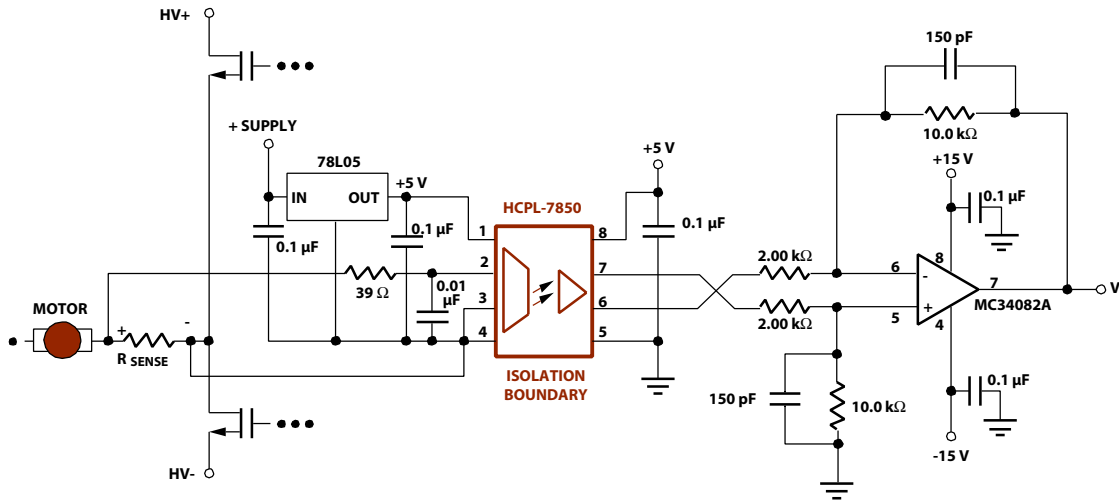 HV+
150 pF
10.0 kΩ
+ SUPPLY
78L05
IN
OUT
+5 V
+5 V
+15 V
HCPL-7850
0.1 µF
0.1 µF
0.1 µF
0.1 µF
1
2
3
4
8
7
6
5
39 Ω
0.01
µF
2.00 kΩ
2.00 kΩ
6
-
8
7
+
5
4
MC34082A
V
MOTOR
+
-
R SENSE
ISOLATION
BOUNDARY
150 pF
10.0 kΩ
0.1 µF
-15 V
HV-